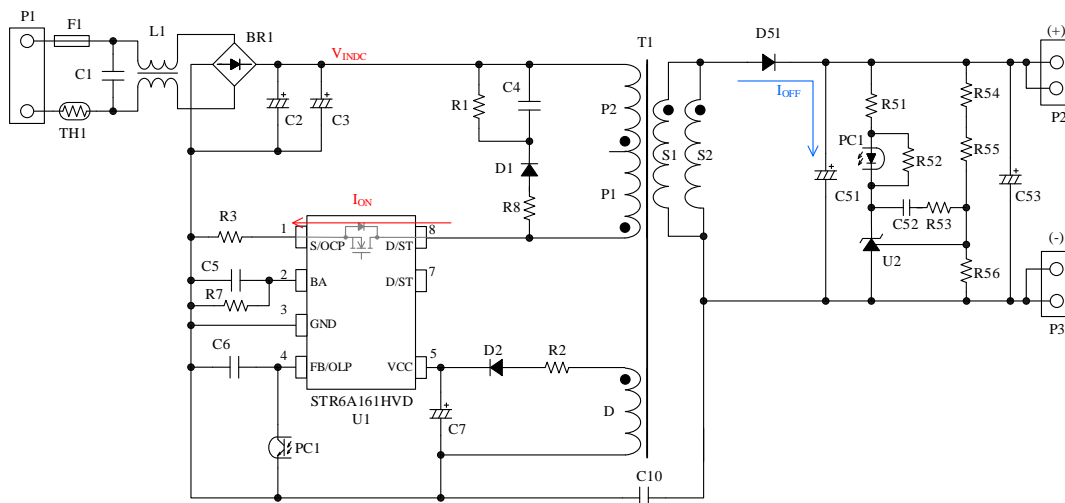 P1
F1
L1
BR1
C1
TH1
V_INDC
C2
C3
R1
C4
D1
R8
T1
P2
P1
S1
S2
D51
I_OFF
R51
PC1
R52
C51
C52
R53
U2
R54
R55
R56
C53
(+)
P2
(-)
P3
I_ON
R3
1
S/OCP
D/ST
8
C5
2
BA
D/ST
7
R7
3
GND
C6
4
FB/OLP
VCC
5
STR6A161HVD
U1
D2
R2
D
C7
PC1
C10
+
+
+
+
+